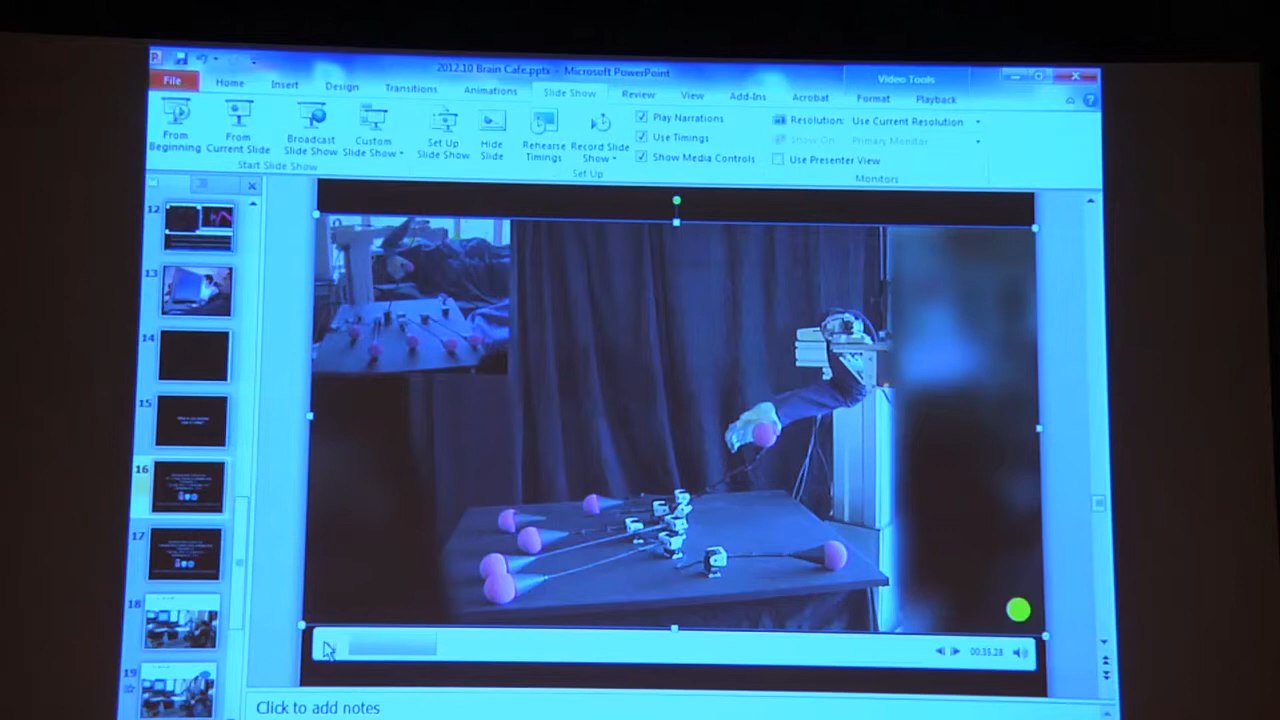 2012.10 Brain Cafe.pptx - Microsoft PowerPoint
Video Tools
File Home Insert Design Transitions Animations Slide Show Review View Add-Ins Acrobat Format Playback
From Beginning
From Current Slide
Broadcast Slide Show
Custom Slide Show
Set Up Slide Show
Hide Slide
Rehearse Timings
Record Slide Show
Play Narrations
Use Timings
Show Media Controls
Resolution: Use Current Resolution
Show On: Primary Monitor
Use Presenter View
Start Slide Show
Set Up
Monitors
12
13
14
15
16
17
18
19
00:35.28
Click to add notes